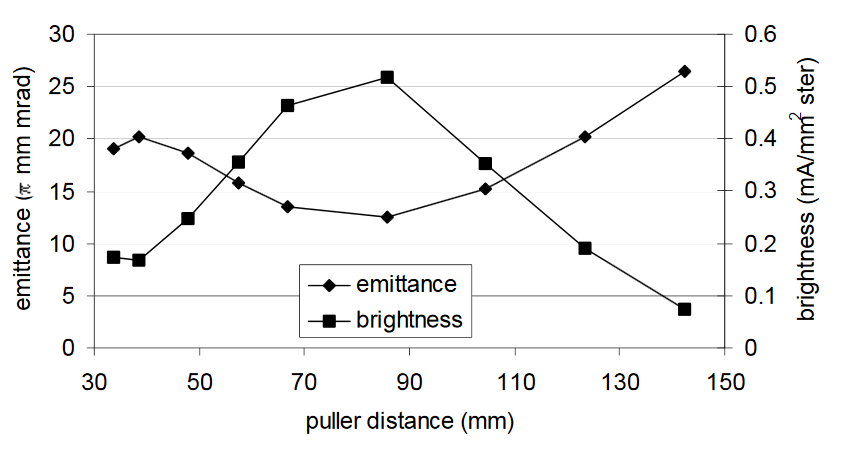 30
25
20
15
10
5
0
emittance (π mm mrad)
0.6
0.5
0.4
0.3
0.2
0.1
0
brightness (mA/mm² ster)
emittance
brightness
30 50 70 90 110 130 150
puller distance (mm)